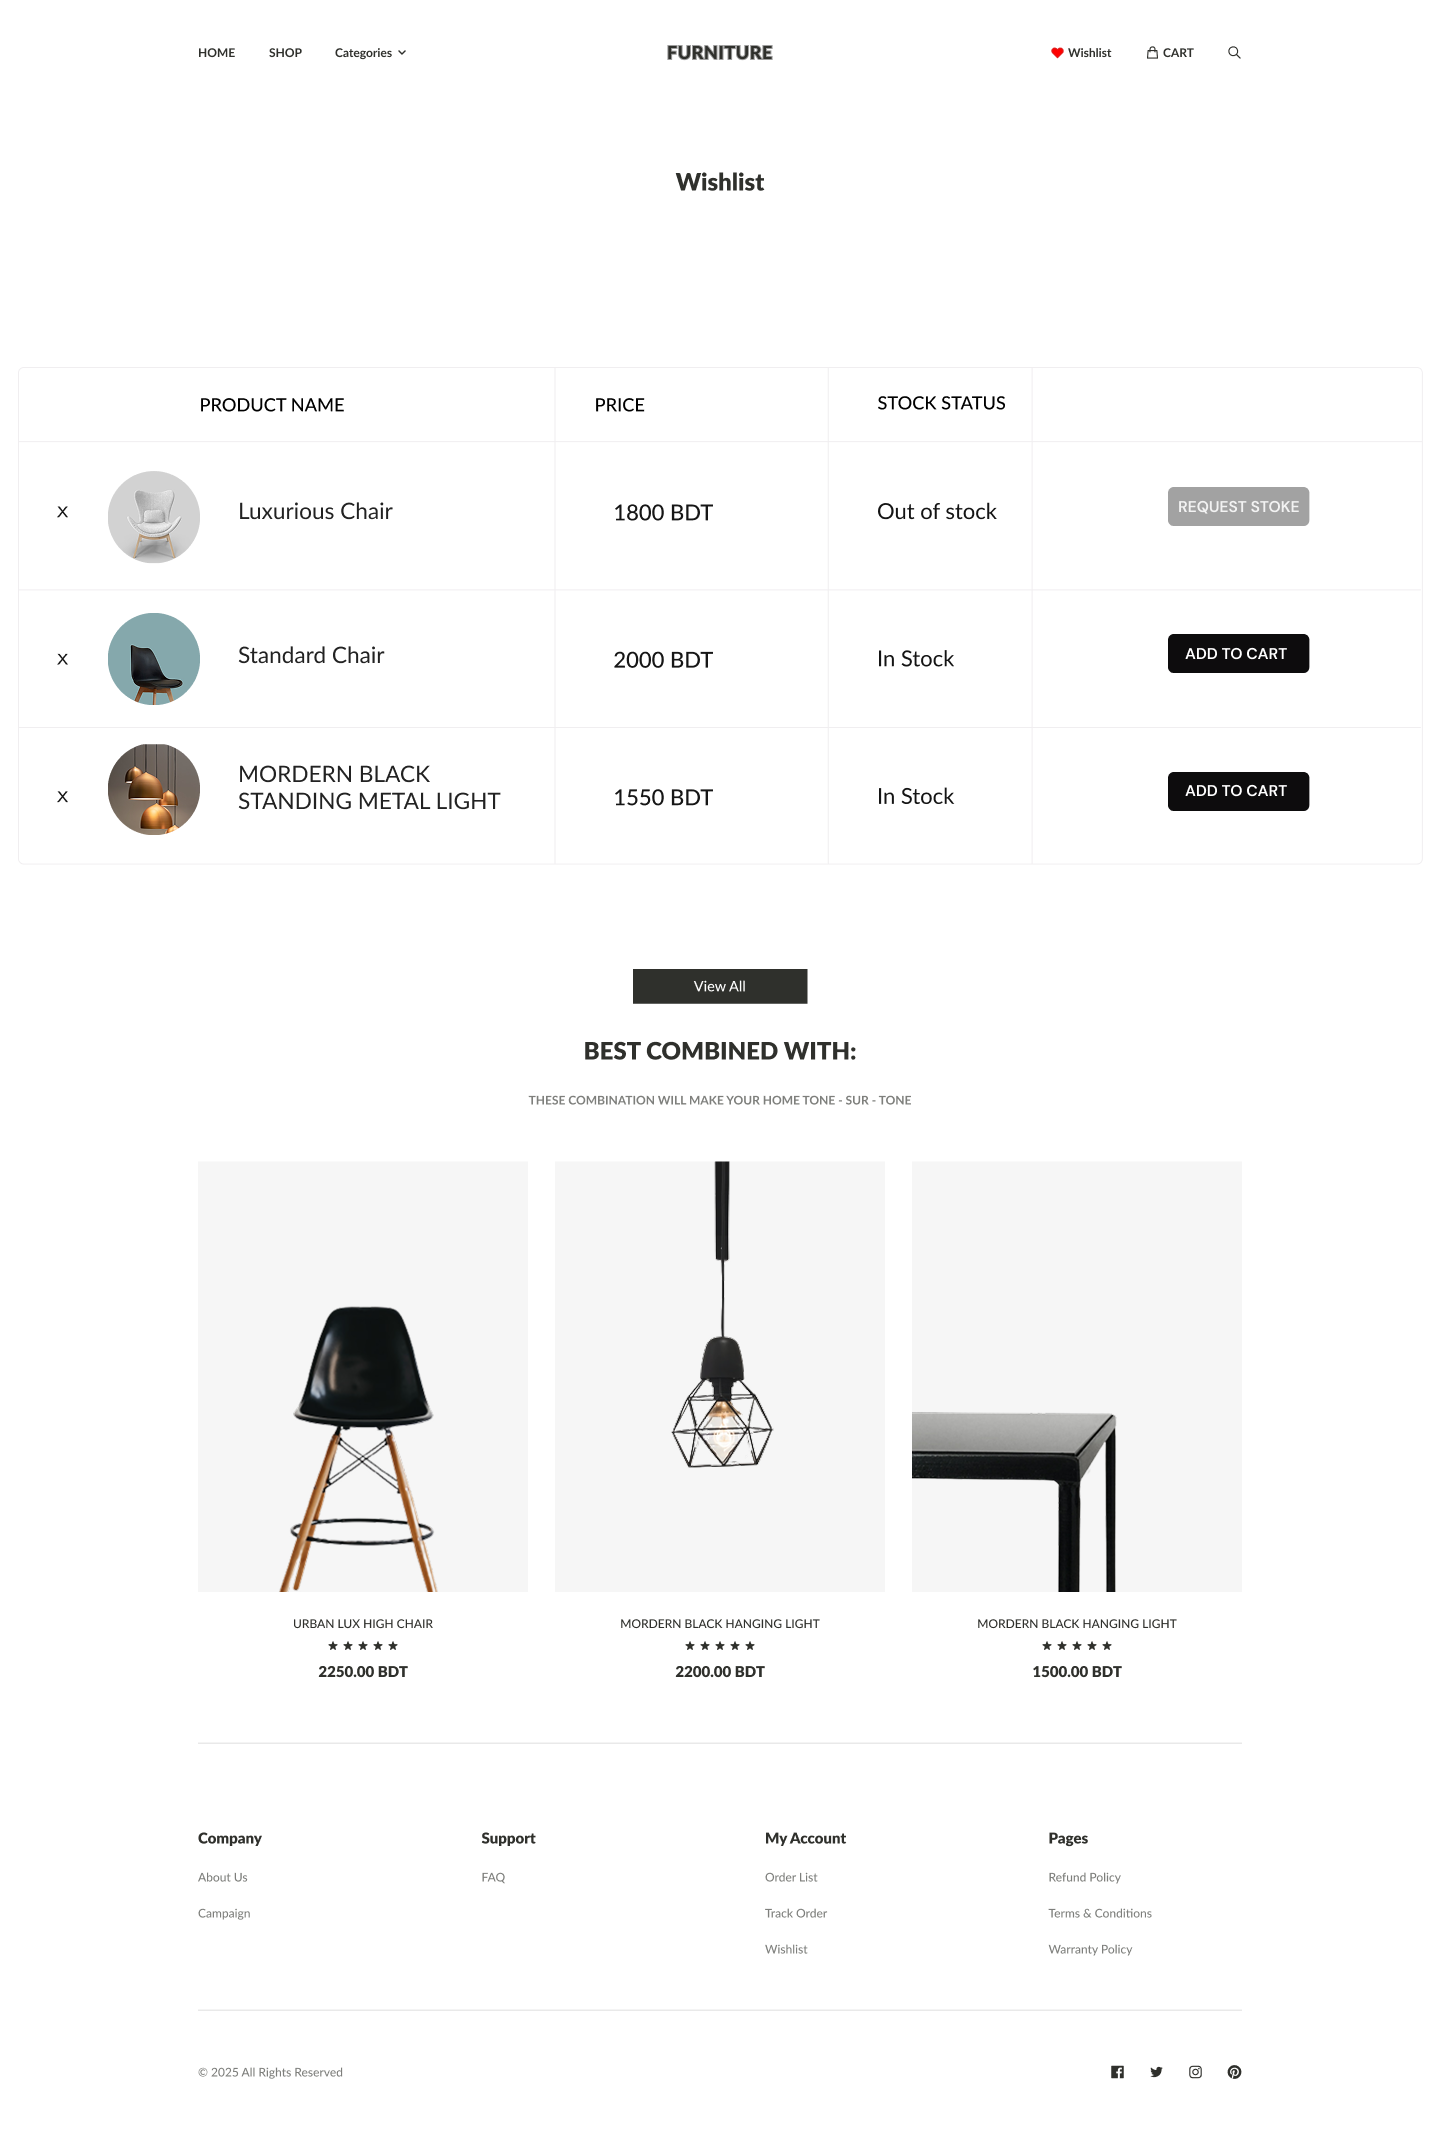 HOME SHOP Categories FURNITURE Wishlist CART
Wishlist
PRODUCT NAME PRICE STOCK STATUS
X Luxurious Chair 1800 BDT Out of stock REQUEST STOKE
X Standard Chair 2000 BDT In Stock ADD TO CART
MORDERN BLACK
X STANDING METAL LIGHT 1550 BDT In Stock ADD TO CART
View All
BEST COMBINED WITH:
THESE COMBINATION WILL MAKE YOUR HOME TONE - SUR - TONE
URBAN LUX HIGH CHAIR MORDERN BLACK HANGING LIGHT MORDERN BLACK HANGING LIGHT
2250.00 BDT 2200.00 BDT 1500.00 BDT
Company Support My Account Pages
About Us FAQ Order List Refund Policy
Campaign Track Order Terms & Conditions
Wishlist Warranty Policy
© 2025 All Rights Reserved